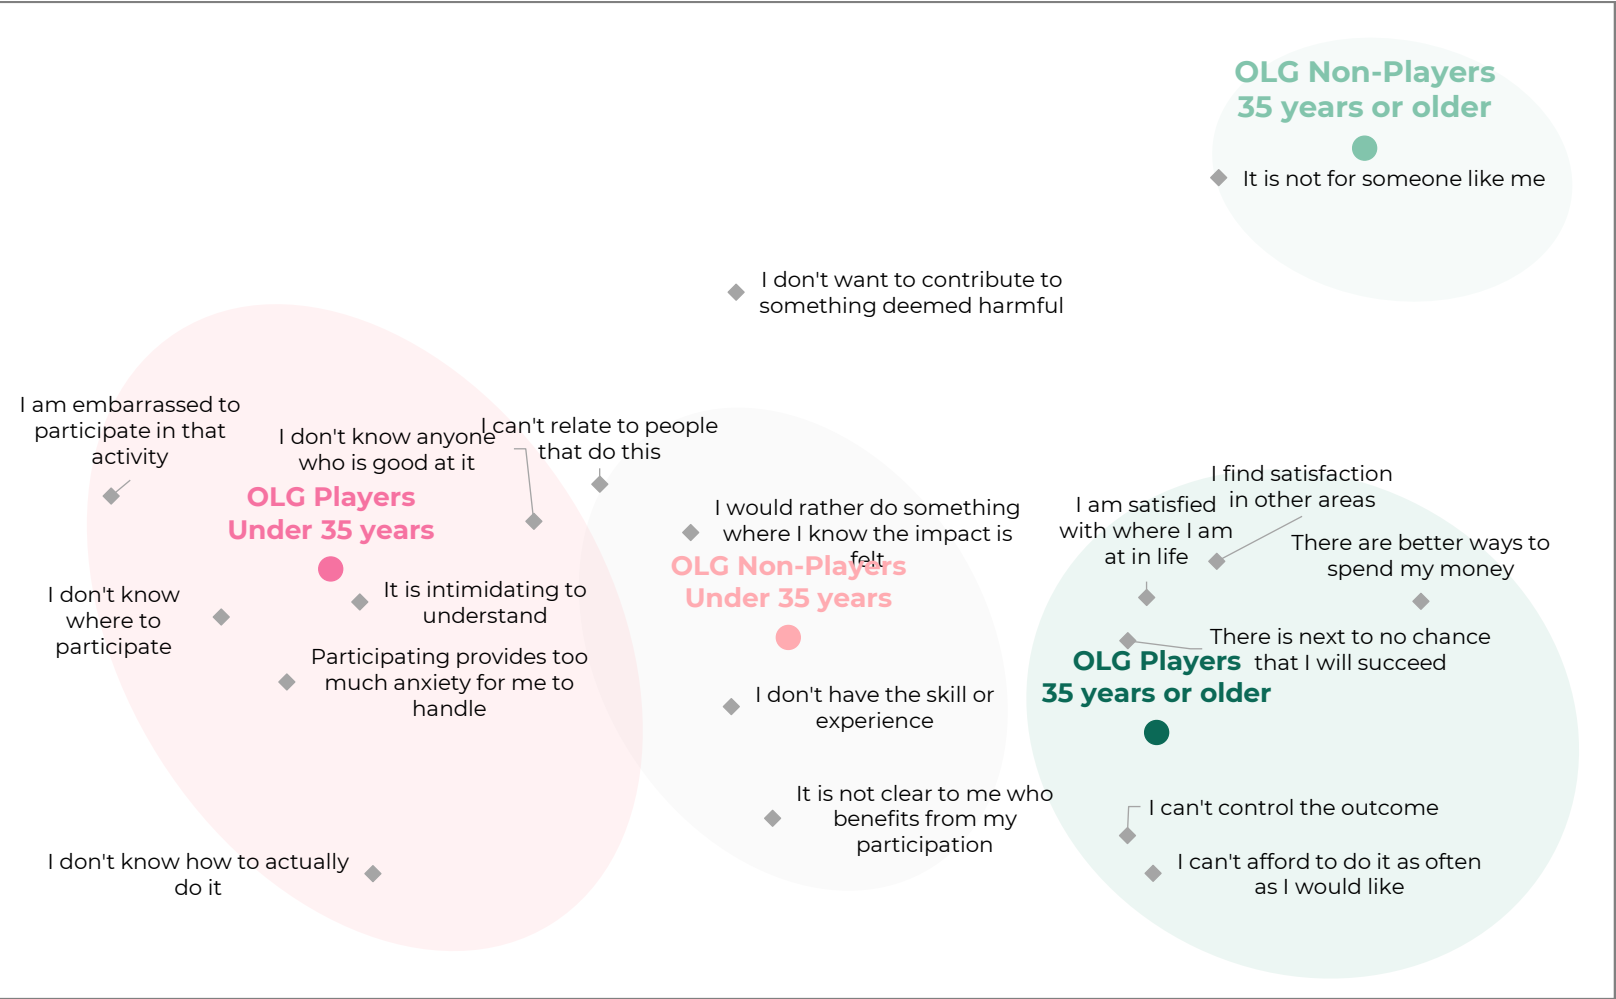 OLG Non-Players
35 years or older
It is not for someone like me
I don't want to contribute to
something deemed harmful
I am embarrassed to
participate in that
activity
I don't know anyone
who is good at it
I can't relate to people
that do this
OLG Players
Under 35 years
I would rather do something
where I know the impact is
felt
OLG Non-Players
Under 35 years
I find satisfaction
in other areas
I am satisfied
with where I am
at in life
There are better ways to
spend my money
I don't know
where to
participate
It is intimidating to
understand
Participating provides too
much anxiety for me to
handle
There is next to no chance
that I will succeed
OLG Players
35 years or older
I don't have the skill or
experience
It is not clear to me who
benefits from my
participation
I can't control the outcome
I don't know how to actually
do it
I can't afford to do it as often
as I would like